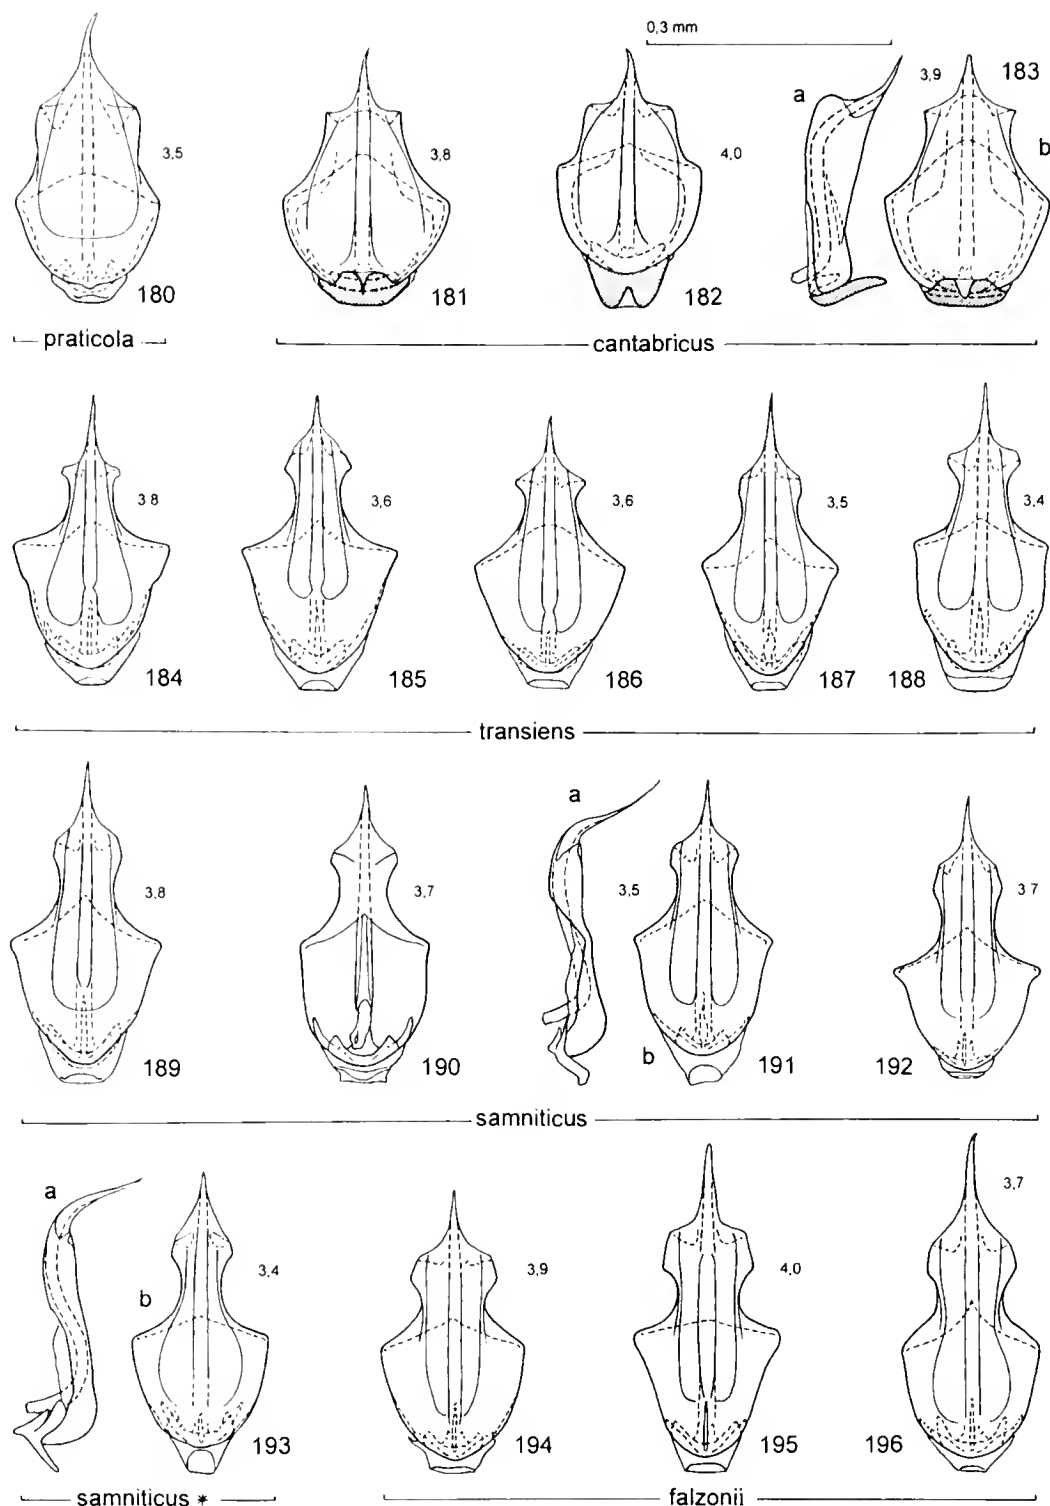 0,3 mm
a
3,9
183
3,5
3,8
4,0
b
180
181
182
praticola
cantabricus
3 8
3,6
3,6
3,5
3,4
184
185
186
187
188
transiens
a
3,8
3,7
3,5
3 7
189
190
b
191
192
samniticus
a
3,7
b
3,4
3,9
4,0
193
194
195
196
samniticus *
falzonii